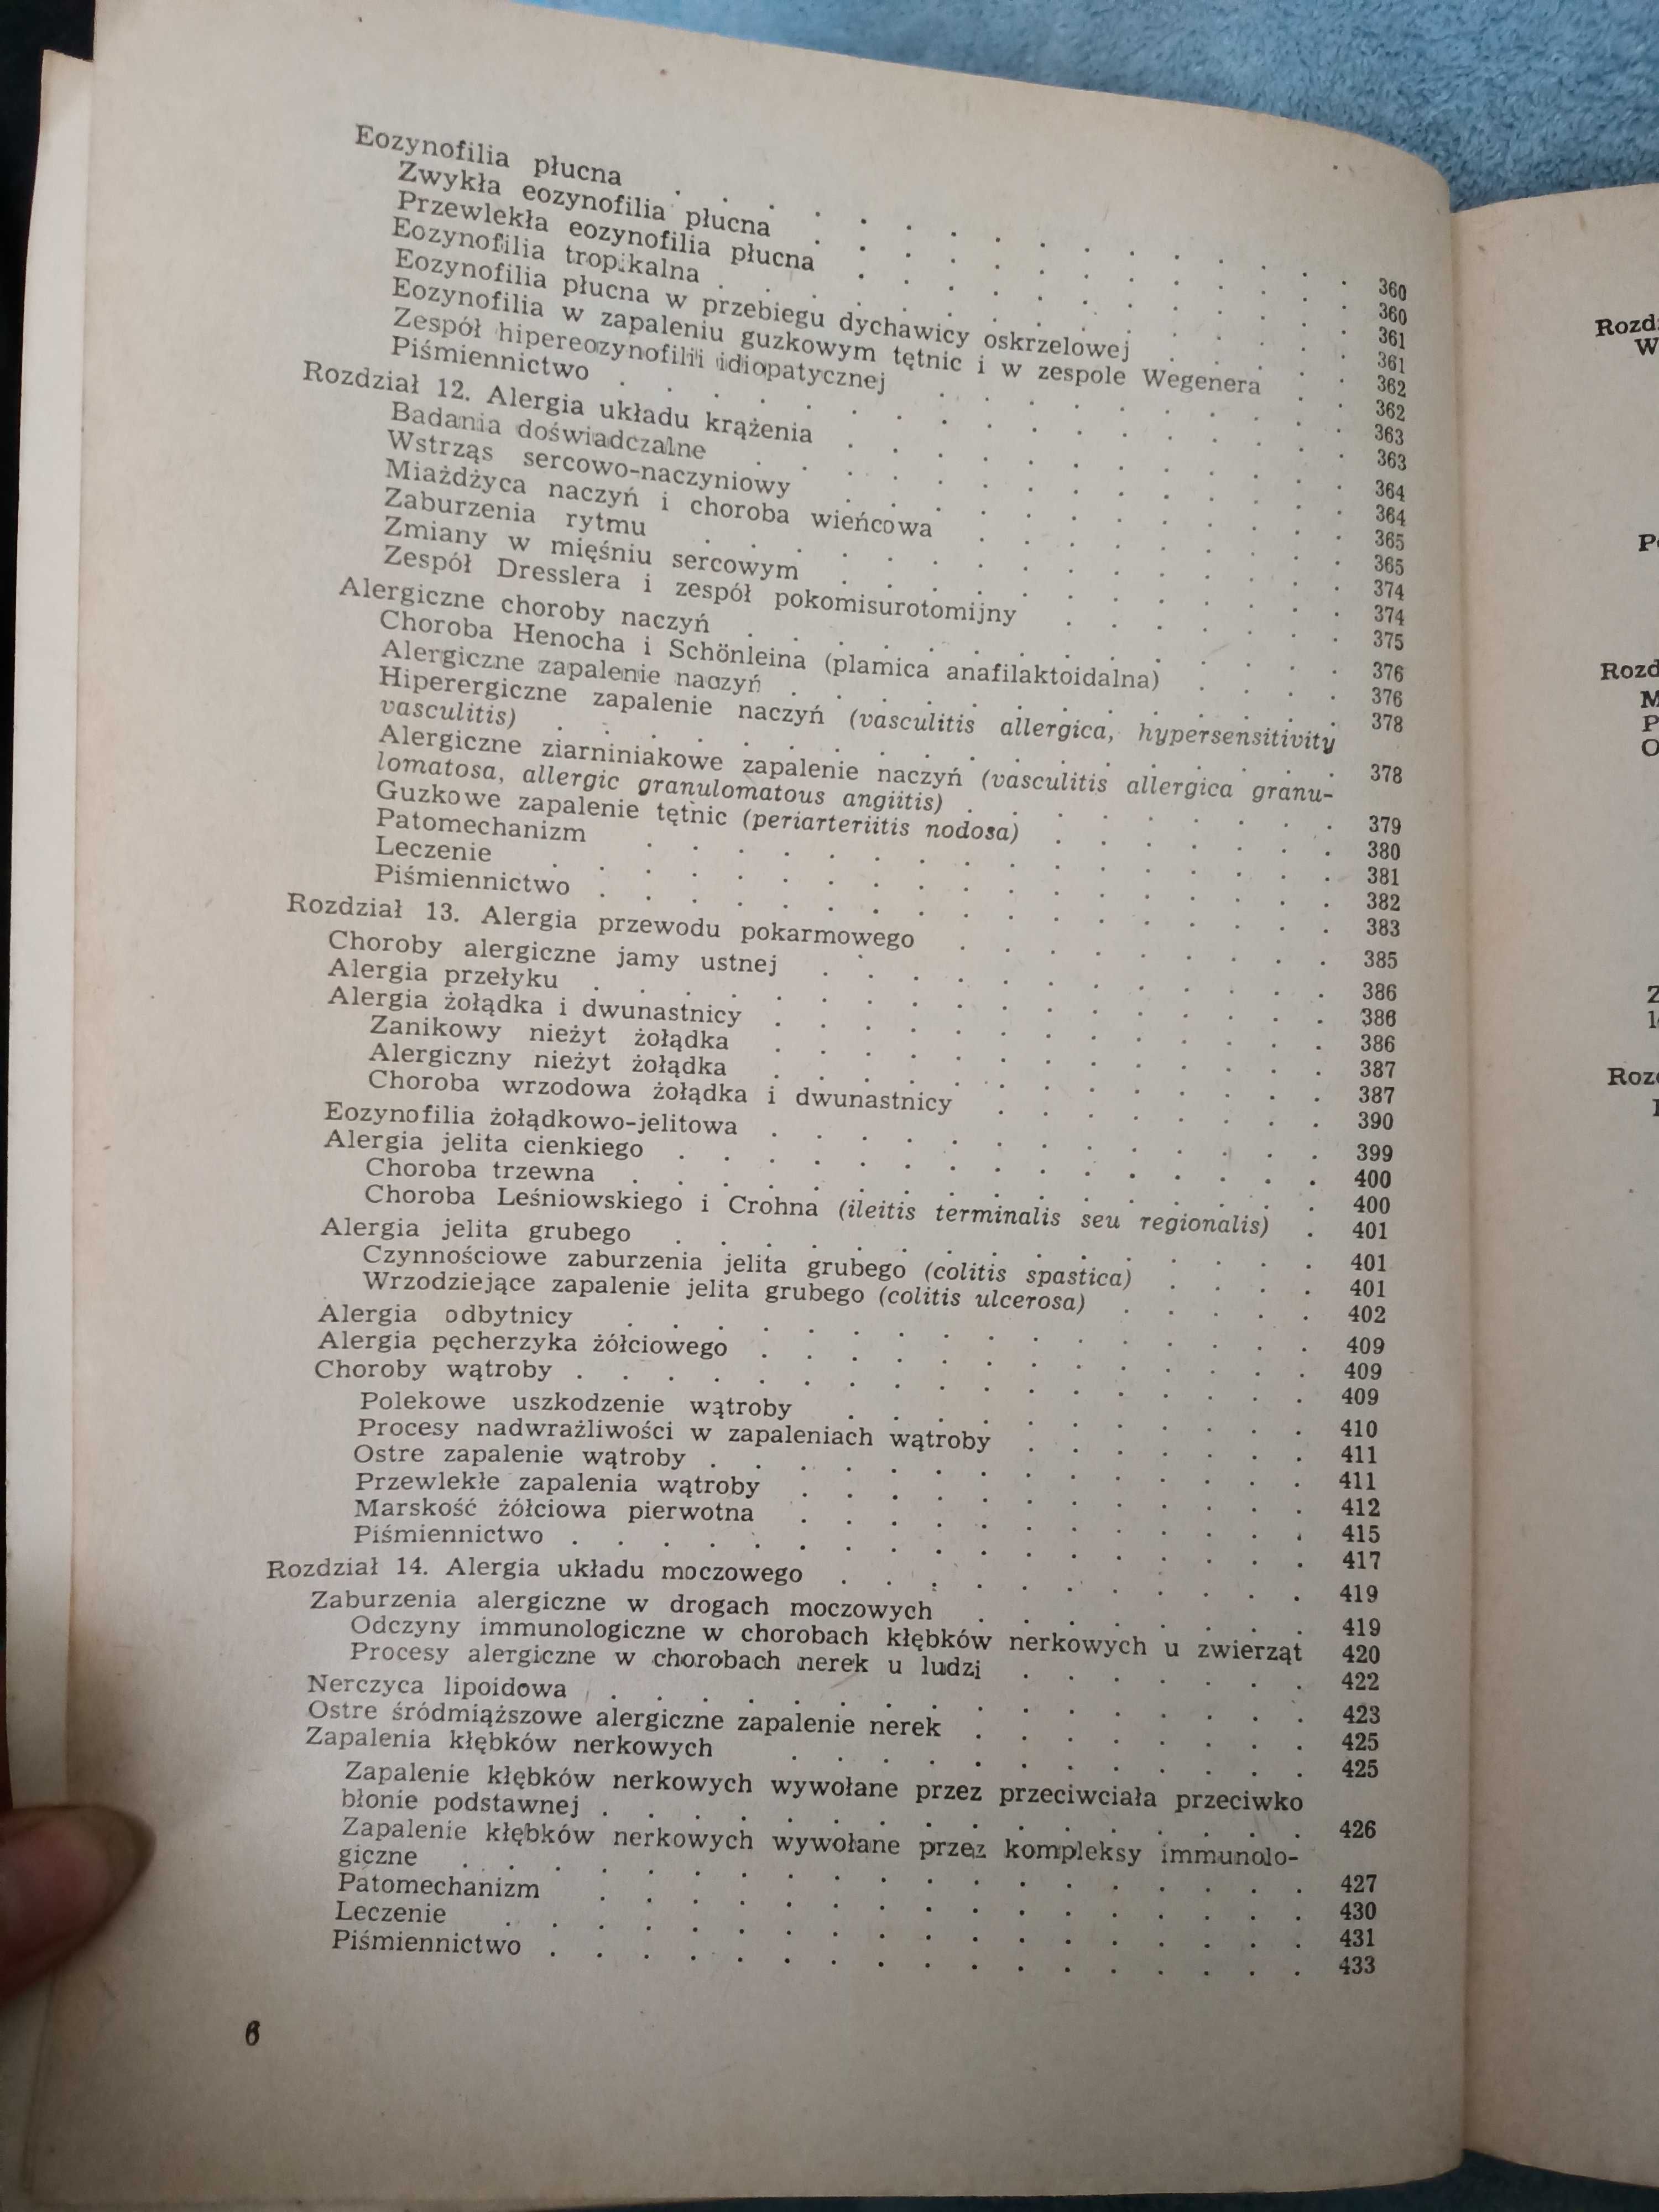 Eozynofilia płucna . . . . . . . . . . . . . 360
Zwykła eozynofilia płucna . . . . . . . . . . 360
Przewlekła eozynofilia płucna . . . . . . . . . 361
Eozynofilia tropikalna . . . . . . . . . . . 361
Eozynofilia płucna w przebiegu dychawicy oskrzelowej . . . . 362
Eozynofilia w zapaleniu guzkowym tętnic i w zespole Wegenera . . 362
Zespół hipereozynofilii idiopatycznej . . . . . . . . 363
Piśmiennictwo . . . . . . . . . . . . . 363
Rozdział 12. Alergia układu krążenia . . . . . . . . . 364
Badania doświadczalne . . . . . . . . . . . 364
Wstrząs sercowo-naczyniowy . . . . . . . . . . 365
Miażdżyca naczyń i choroba wieńcowa . . . . . . . . 365
Zaburzenia rytmu . . . . . . . . . . . . 374
Zmiany w mięśniu sercowym . . . . . . . . . . 374
Zespół Dresslera i zespół pokomisurotomijny . . . . . . 375
Alergiczne choroby naczyń . . . . . . . . . . . 376
Choroba Henocha i Schönleina (plamica anafilaktoidalna) . . . . 376
Alergiczne zapalenie naczyń . . . . . . . . . . 378
Hiperergiczne zapalenie naczyń (vasculitis allergica, hypersensitivity
vasculitis) . . . . . . . . . . . . . . 378
Alergiczne ziarniniakowe zapalenie naczyń (vasculitis allergica granu-
lomatosa, allergic granulomatous angiitis) . . . . . . . 379
Guzkowe zapalenie tętnic (periarteriitis nodosa) . . . . . . 380
Patomechanizm . . . . . . . . . . . . . 381
Leczenie . . . . . . . . . . . . . . . 382
Piśmiennictwo . . . . . . . . . . . . . 383
Rozdział 13. Alergia przewodu pokarmowego . . . . . . . . 385
Choroby alergiczne jamy ustnej . . . . . . . . . . 386
Alergia przełyku . . . . . . . . . . . . . 386
Alergia żołądka i dwunastnicy . . . . . . . . . . 386
Zanikowy nieżyt żołądka . . . . . . . . . . 387
Alergiczny nieżyt żołądka . . . . . . . . . . 387
Choroba wrzodowa żołądka i dwunastnicy . . . . . . . 390
Eozynofilia żołądkowo-jelitowa . . . . . . . . . . 399
Alergia jelita cienkiego . . . . . . . . . . . . 400
Choroba trzewna . . . . . . . . . . . . 400
Choroba Leśniowskiego i Crohna (ileitis terminalis seu regionalis) . 401
Alergia jelita grubego . . . . . . . . . . . . 401
Czynnościowe zaburzenia jelita grubego (colitis spastica) . . . . 401
Wrzodziejące zapalenie jelita grubego (colitis ulcerosa) . . . . 402
Alergia odbytnicy . . . . . . . . . . . . . 409
Alergia pęcherzyka żółciowego . . . . . . . . . . 409
Choroby wątroby . . . . . . . . . . . . . 409
Polekowe uszkodzenie wątroby . . . . . . . . . 410
Procesy nadwrażliwości w zapaleniach wątroby . . . . . . 411
Ostre zapalenie wątroby . . . . . . . . . . . 411
Przewlekłe zapalenia wątroby . . . . . . . . . . 412
Marskość żółciowa pierwotna . . . . . . . . . . 415
Piśmiennictwo . . . . . . . . . . . . . 417
Rozdział 14. Alergia układu moczowego . . . . . . . . . 419
Zaburzenia alergiczne w drogach moczowych . . . . . . . 419
Odczyny immunologiczne w chorobach kłębków nerkowych u zwierząt 420
Procesy alergiczne w chorobach nerek u ludzi . . . . . . 422
Nerczyca lipoidowa . . . . . . . . . . . . . 423
Ostre śródmiąższowe alergiczne zapalenie nerek . . . . . . 425
Zapalenia kłębków nerkowych . . . . . . . . . . 425
Zapalenie kłębków nerkowych wywołane przez przeciwciała przeciwko
błonie podstawnej . . . . . . . . . . . . 426
Zapalenie kłębków nerkowych wywołane przez kompleksy immunolo-
giczne . . . . . . . . . . . . . . . 427
Patomechanizm . . . . . . . . . . . . . 430
Leczenie . . . . . . . . . . . . . . . 431
Piśmiennictwo . . . . . . . . . . . . . 433
6